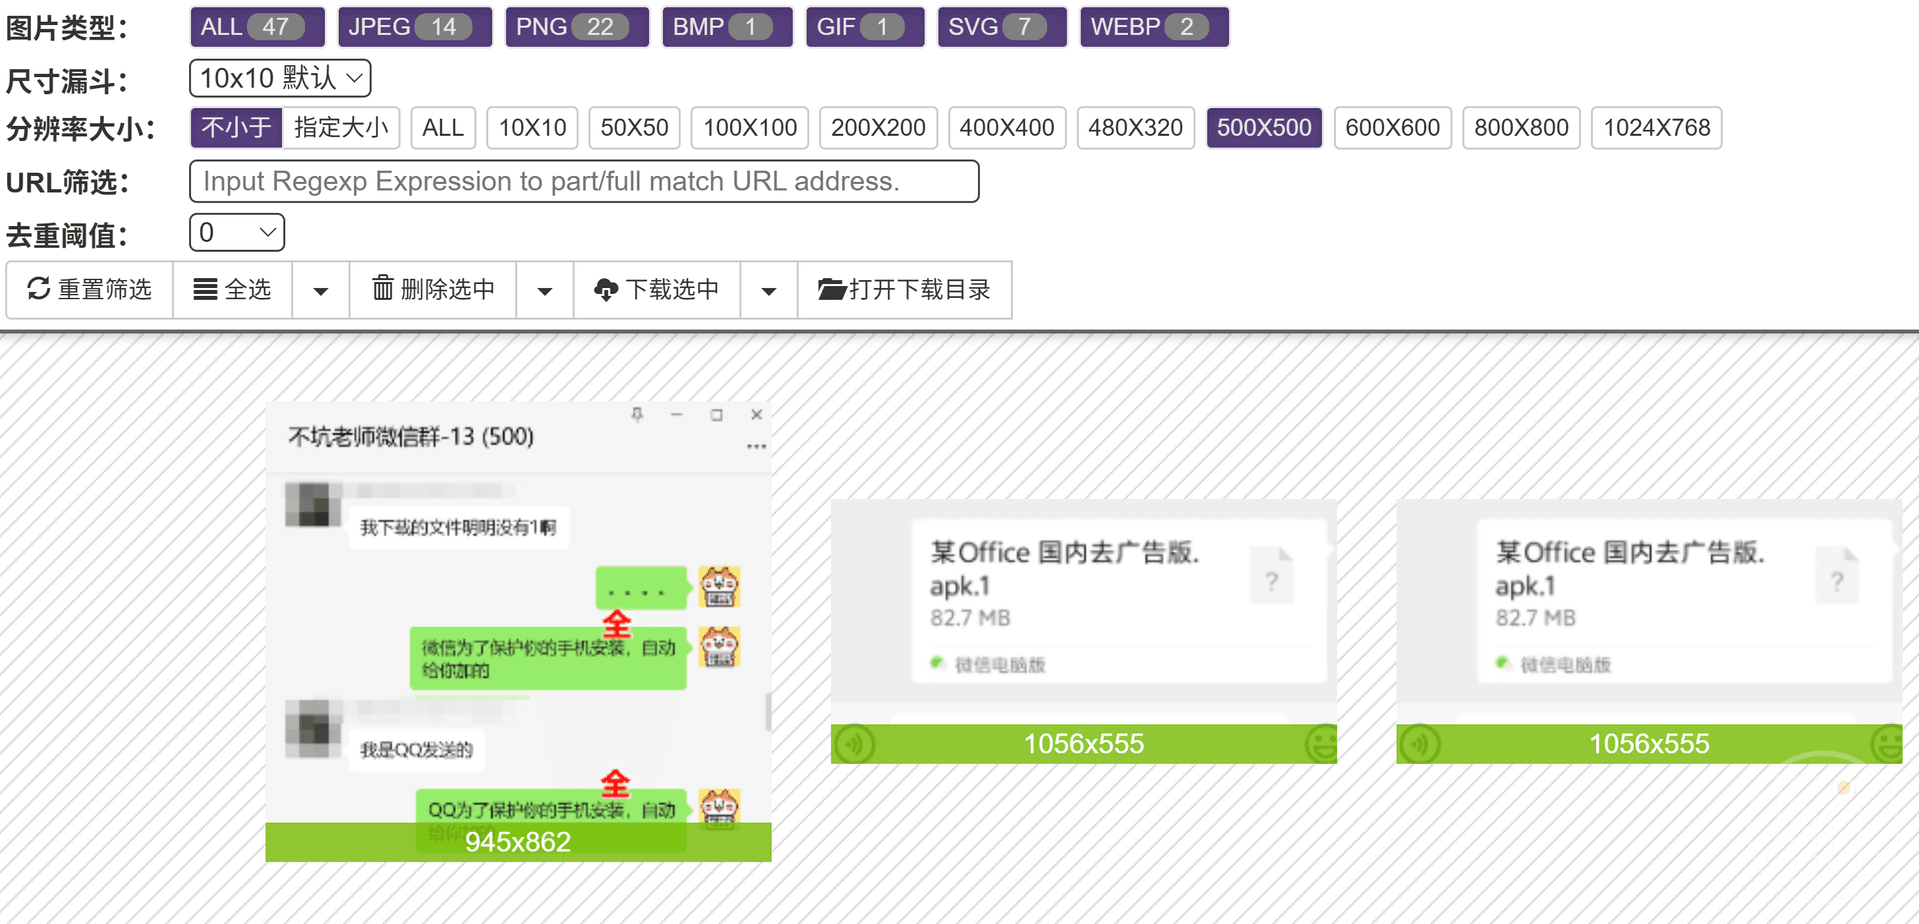 图片类型：
ALL 47
JPEG 14
PNG 22
BMP 1
GIF 1
SVG 7
WEBP 2
尺寸漏斗：
10x10 默认
分辨率大小：
不小于
指定大小
ALL
10X10
50X50
100X100
200X200
400X400
480X320
500X500
600X600
800X800
1024X768
URL筛选：
Input Regexp Expression to part/full match URL address.
去重阈值：
0
重置筛选
全选
删除选中
下载选中
打开下载目录
不坑老师微信群-13 (500)
我下载的文件明明没有1啊
....
全
微信为了保护你的手机安装，自动
给你加的
我是QQ发送的
全
QQ为了保护你的手机安装，自动
给你加的
945x862
某Office 国内去广告版.
apk.1
82.7 MB
?
微信电脑版
1056x555
某Office 国内去广告版.
apk.1
82.7 MB
?
微信电脑版
1056x555